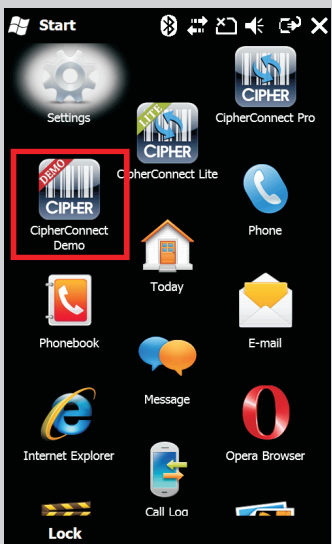 Start
CIPHER
Settings
LITE
CIPHER
CipherConnect Pro
DEMO
CIPHER
CipherConnect Lite
CipherConnect
Demo
Phone
Today
Phonebook
E-mail
Message
Internet Explorer
Opera Browser
Call Log
Lock